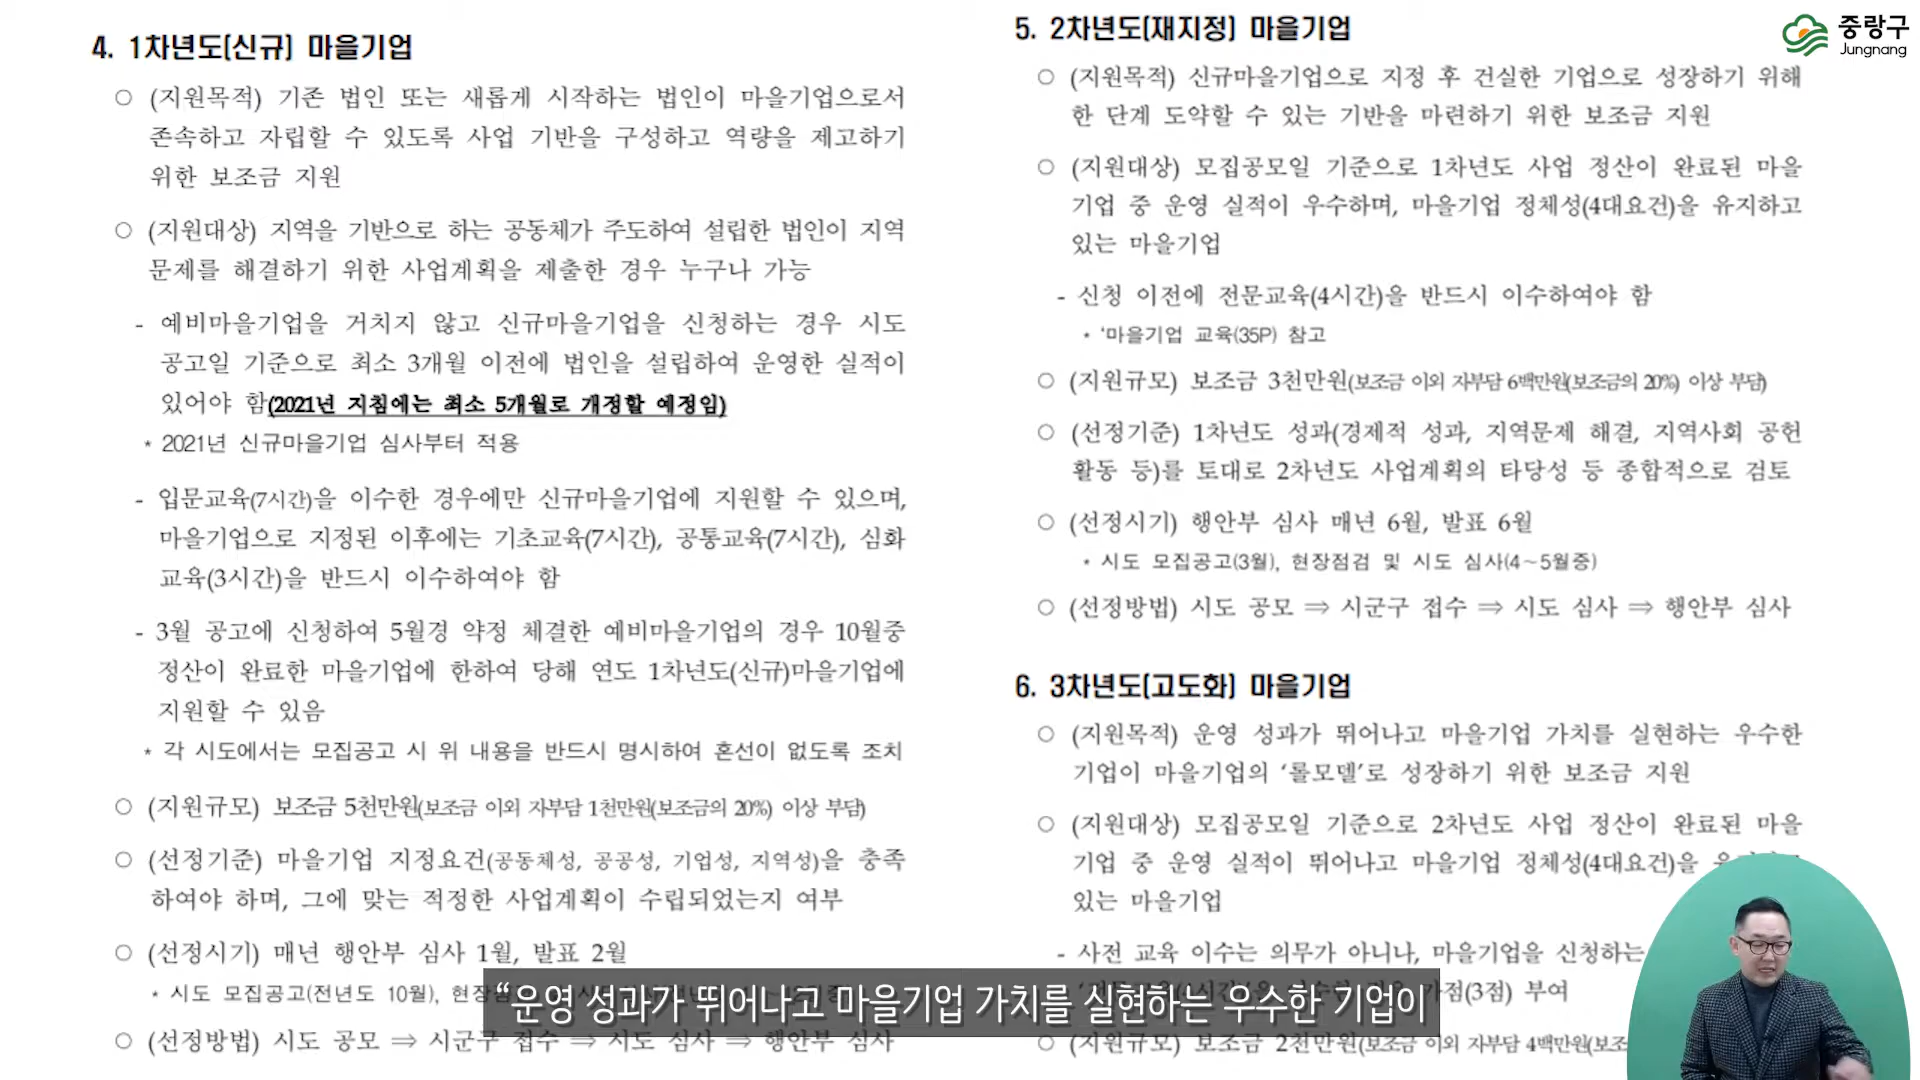 4. 1차년도(신규) 마을기업
○ (지원목적) 기존 법인 또는 새롭게 시작하는 법인이 마을기업으로서
존속하고 자립할 수 있도록 사업 기반을 구성하고 역량을 제고하기
위한 보조금 지원
○ (지원대상) 지역을 기반으로 하는 공동체가 주도하여 설립한 법인이 지역
문제를 해결하기 위한 사업계획을 제출한 경우 누구나 가능
- 예비마을기업을 거치지 않고 신규마을기업을 신청하는 경우 시도
공고일 기준으로 최소 3개월 이전에 법인을 설립하여 운영한 실적이
있어야 함(2021년 지침에는 최소 5개월로 개정할 예정임)
* 2021년 신규마을기업 심사부터 적용
- 입문교육(7시간)을 이수한 경우에만 신규마을기업에 지원할 수 있으며,
마을기업으로 지정된 이후에는 기초교육(7시간), 공통교육(7시간), 심화
교육(3시간)을 반드시 이수하여야 함
- 3월 공고에 신청하여 5월경 약정 체결한 예비마을기업의 경우 10월중
정산이 완료한 마을기업에 한하여 당해 연도 1차년도(신규)마을기업에
지원할 수 있음
* 각 시도에서는 모집공고 시 위 내용을 반드시 명시하여 혼선이 없도록 조치
○ (지원규모) 보조금 5천만원(보조금 이외 자부담 1천만원(보조금의 20%) 이상 부담)
○ (선정기준) 마을기업 지정요건(공동체성, 공공성, 기업성, 지역성)을 충족
하여야 하며, 그에 맞는 적정한 사업계획이 수립되었는지 여부
○ (선정시기) 매년 행안부 심사 1월, 발표 2월
* 시도 모집공고(전년도 10월), 현장
○ (선정방법) 시도 공모 ⇒ 시군구 접수 ⇒ 시도 심사 ⇒ 행안부 심사
5. 2차년도(재지정) 마을기업
○ (지원목적) 신규마을기업으로 지정 후 건실한 기업으로 성장하기 위해
한 단계 도약할 수 있는 기반을 마련하기 위한 보조금 지원
○ (지원대상) 모집공모일 기준으로 1차년도 사업 정산이 완료된 마을
기업 중 운영 실적이 우수하며, 마을기업 정체성(4대요건)을 유지하고
있는 마을기업
- 신청 이전에 전문교육(4시간)을 반드시 이수하여야 함
* '마을기업 교육(35P) 참고
○ (지원규모) 보조금 3천만원(보조금 이외 자부담 6백만원(보조금의 20%) 이상 부담)
○ (선정기준) 1차년도 성과(경제적 성과, 지역문제 해결, 지역사회 공헌
활동 등)를 토대로 2차년도 사업계획의 타당성 등 종합적으로 검토
○ (선정시기) 행안부 심사 매년 6월, 발표 6월
* 시도 모집공고(3월), 현장점검 및 시도 심사(4~5월중)
○ (선정방법) 시도 공모 ⇒ 시군구 접수 ⇒ 시도 심사 ⇒ 행안부 심사
6. 3차년도(고도화) 마을기업
○ (지원목적) 운영 성과가 뛰어나고 마을기업 가치를 실현하는 우수한
기업이 마을기업의 '롤모델'로 성장하기 위한 보조금 지원
○ (지원대상) 모집공모일 기준으로 2차년도 사업 정산이 완료된 마을
기업 중 운영 실적이 뛰어나고 마을기업 정체성(4대요건)을
있는 마을기업
- 사전 교육 이수는 의무가 아니나, 마을기업을 신청하는
가점(3점) 부여
○ (지원규모) 보조금 2천만원(보조금 이외 자부담 4백만원(보조
중랑구
Jungnang
“운영 성과가 뛰어나고 마을기업 가치를 실현하는 우수한 기업이